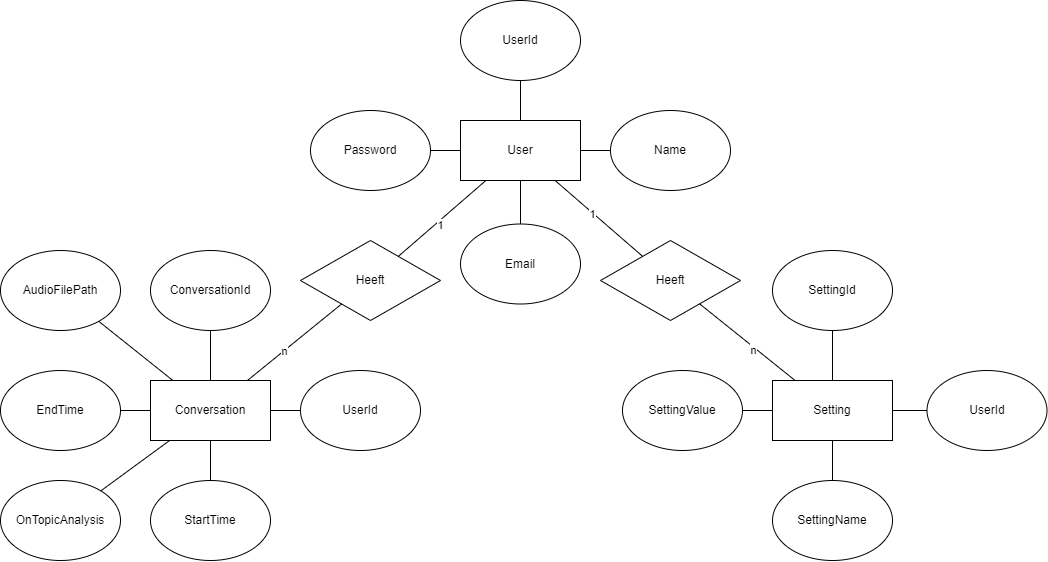 UserId
Password
User
Name
1
1
Email
Heeft
Heeft
AudioFilePath
ConversationId
SettingId
n
n
EndTime
Conversation
UserId
SettingValue
Setting
UserId
OnTopicAnalysis
StartTime
SettingName